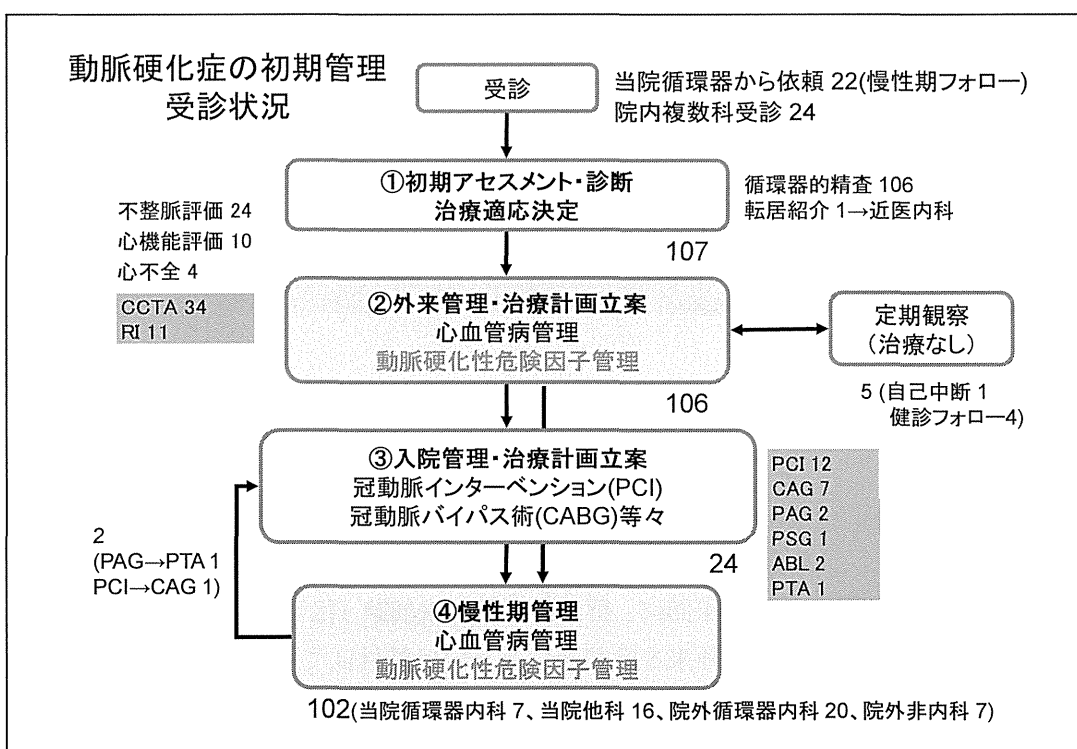 動脈硬化症の初期管理
受診状況
受診
当院循環器から依頼 22(慢性期フォロー)
院内複数科受診 24
①初期アセスメント・診断
治療適応決定
循環器的精査 106
転居紹介 1→近医内科
107
不整脈評価 24
心機能評価 10
心不全 4
CCTA 34
RI 11
②外来管理・治療計画立案
心血管病管理
動脈硬化性危険因子管理
定期観察
(治療なし)
5 (自己中断 1
健診フォロー4)
106
③入院管理・治療計画立案
冠動脈インターベンション(PCI)
冠動脈バイパス術(CABG)等々
PCI 12
CAG 7
PAG 2
PSG 1
ABL 2
PTA 1
24
2
(PAG→PTA 1
PCI→CAG 1)
④慢性期管理
心血管病管理
動脈硬化性危険因子管理
102(当院循環器内科 7、当院他科 16、院外循環器内科 20、院外非内科 7)